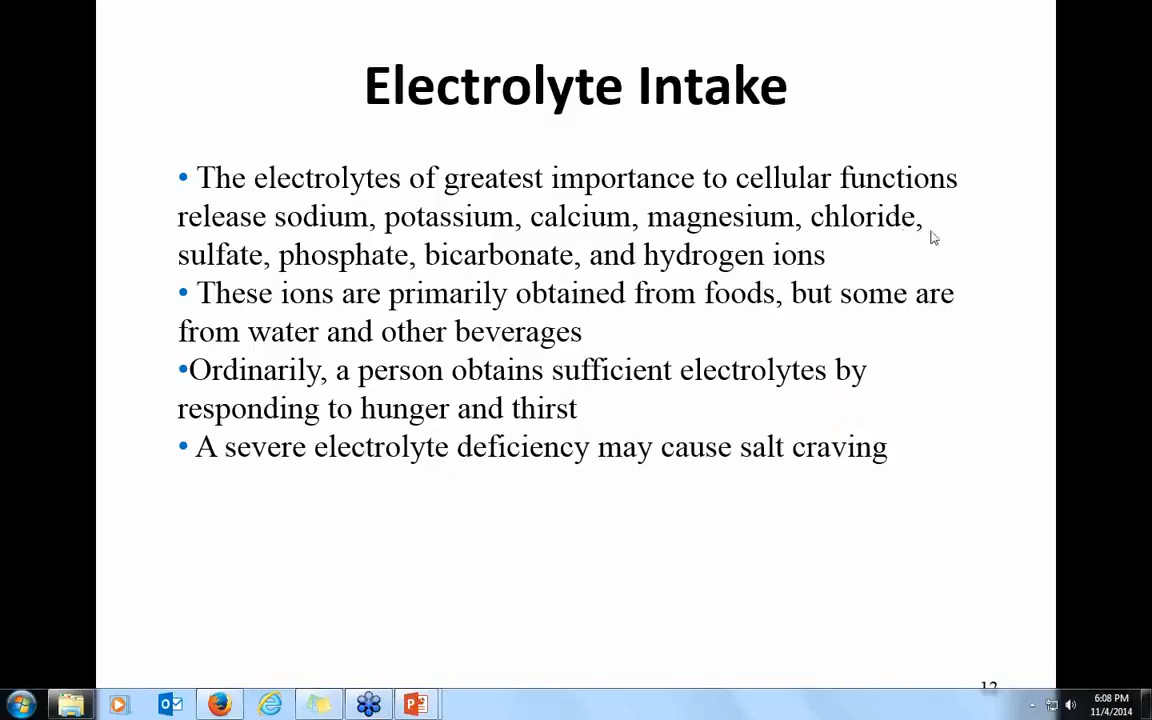 Electrolyte Intake
• The electrolytes of greatest importance to cellular functions
release sodium, potassium, calcium, magnesium, chloride,
sulfate, phosphate, bicarbonate, and hydrogen ions
• These ions are primarily obtained from foods, but some are
from water and other beverages
•Ordinarily, a person obtains sufficient electrolytes by
responding to hunger and thirst
• A severe electrolyte deficiency may cause salt craving
12
6:08 PM
11/4/2014